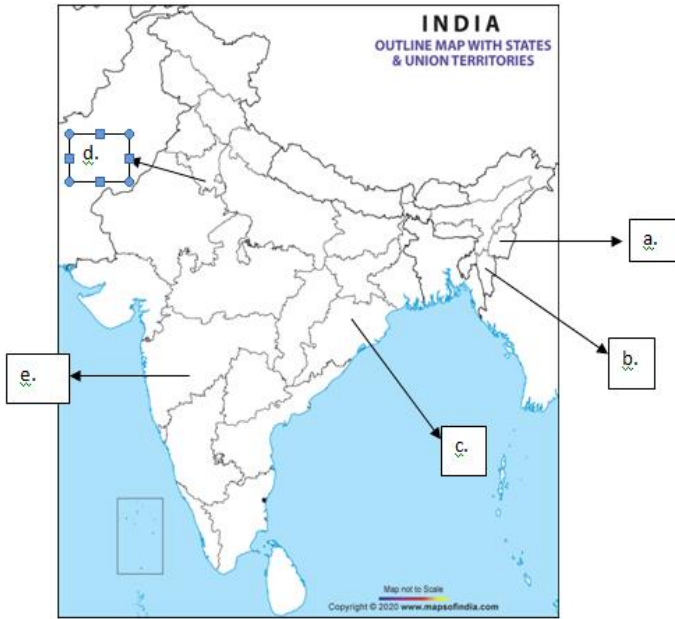 INDIA
OUTLINE MAP WITH STATES
& UNION TERRITORIES
d.
a.
b.
e.
c.
Map not to Scale
Copyright © 2020 www.mapsofindia.com